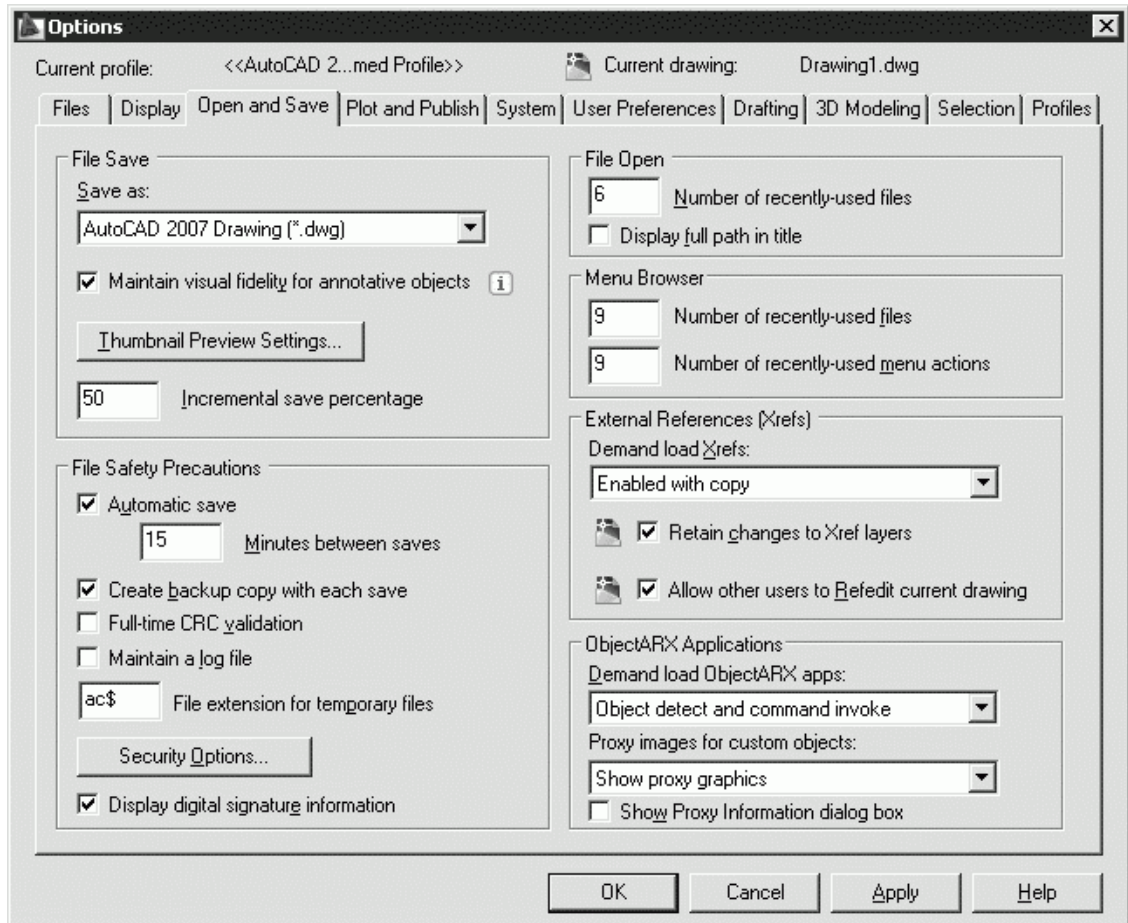 Options
Current profile: <<AutoCAD 2...med Profile>> Current drawing: Drawing1.dwg
Files Display Open and Save Plot and Publish System User Preferences Drafting 3D Modeling Selection Profiles
File Save
Save as:
AutoCAD 2007 Drawing (*.dwg)
Maintain visual fidelity for annotative objects i
Thumbnail Preview Settings...
50 Incremental save percentage
File Safety Precautions
Automatic save
15 Minutes between saves
Create backup copy with each save
Full-time CRC validation
Maintain a log file
ac$ File extension for temporary files
Security Options...
Display digital signature information
File Open
6 Number of recently-used files
Display full path in title
Menu Browser
9 Number of recently-used files
9 Number of recently-used menu actions
External References (Xrefs)
Demand load Xrefs:
Enabled with copy
Retain changes to Xref layers
Allow other users to Refedit current drawing
ObjectARX Applications
Demand load ObjectARX apps:
Object detect and command invoke
Proxy images for custom objects:
Show proxy graphics
Show Proxy Information dialog box
OK Cancel Apply Help